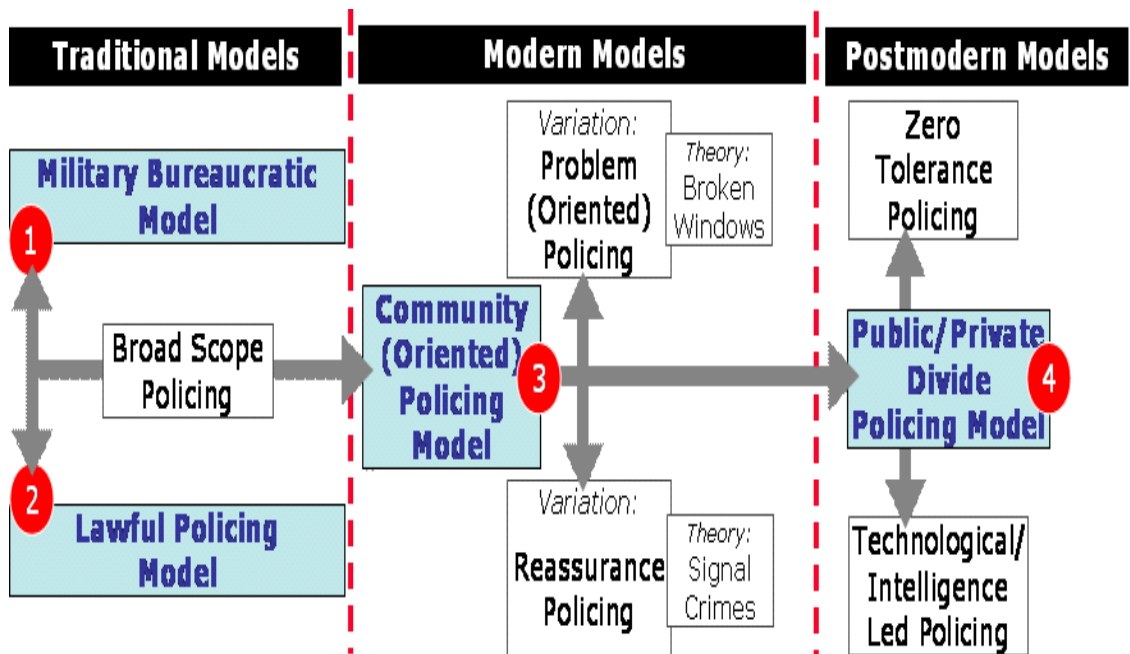 Traditional Models
Modern Models
Postmodern Models
Military Bureaucratic
Model
1
Broad Scope
Policing
2
Lawful Policing
Model
Variation:
Problem
(Oriented)
Policing
Theory:
Broken
Windows
Community
(Oriented)
Policing
Model
3
Variation:
Reassurance
Policing
Theory:
Signal
Crimes
Zero
Tolerance
Policing
Public/Private
Divide
Policing Model
4
Technological/
Intelligence
Led Policing